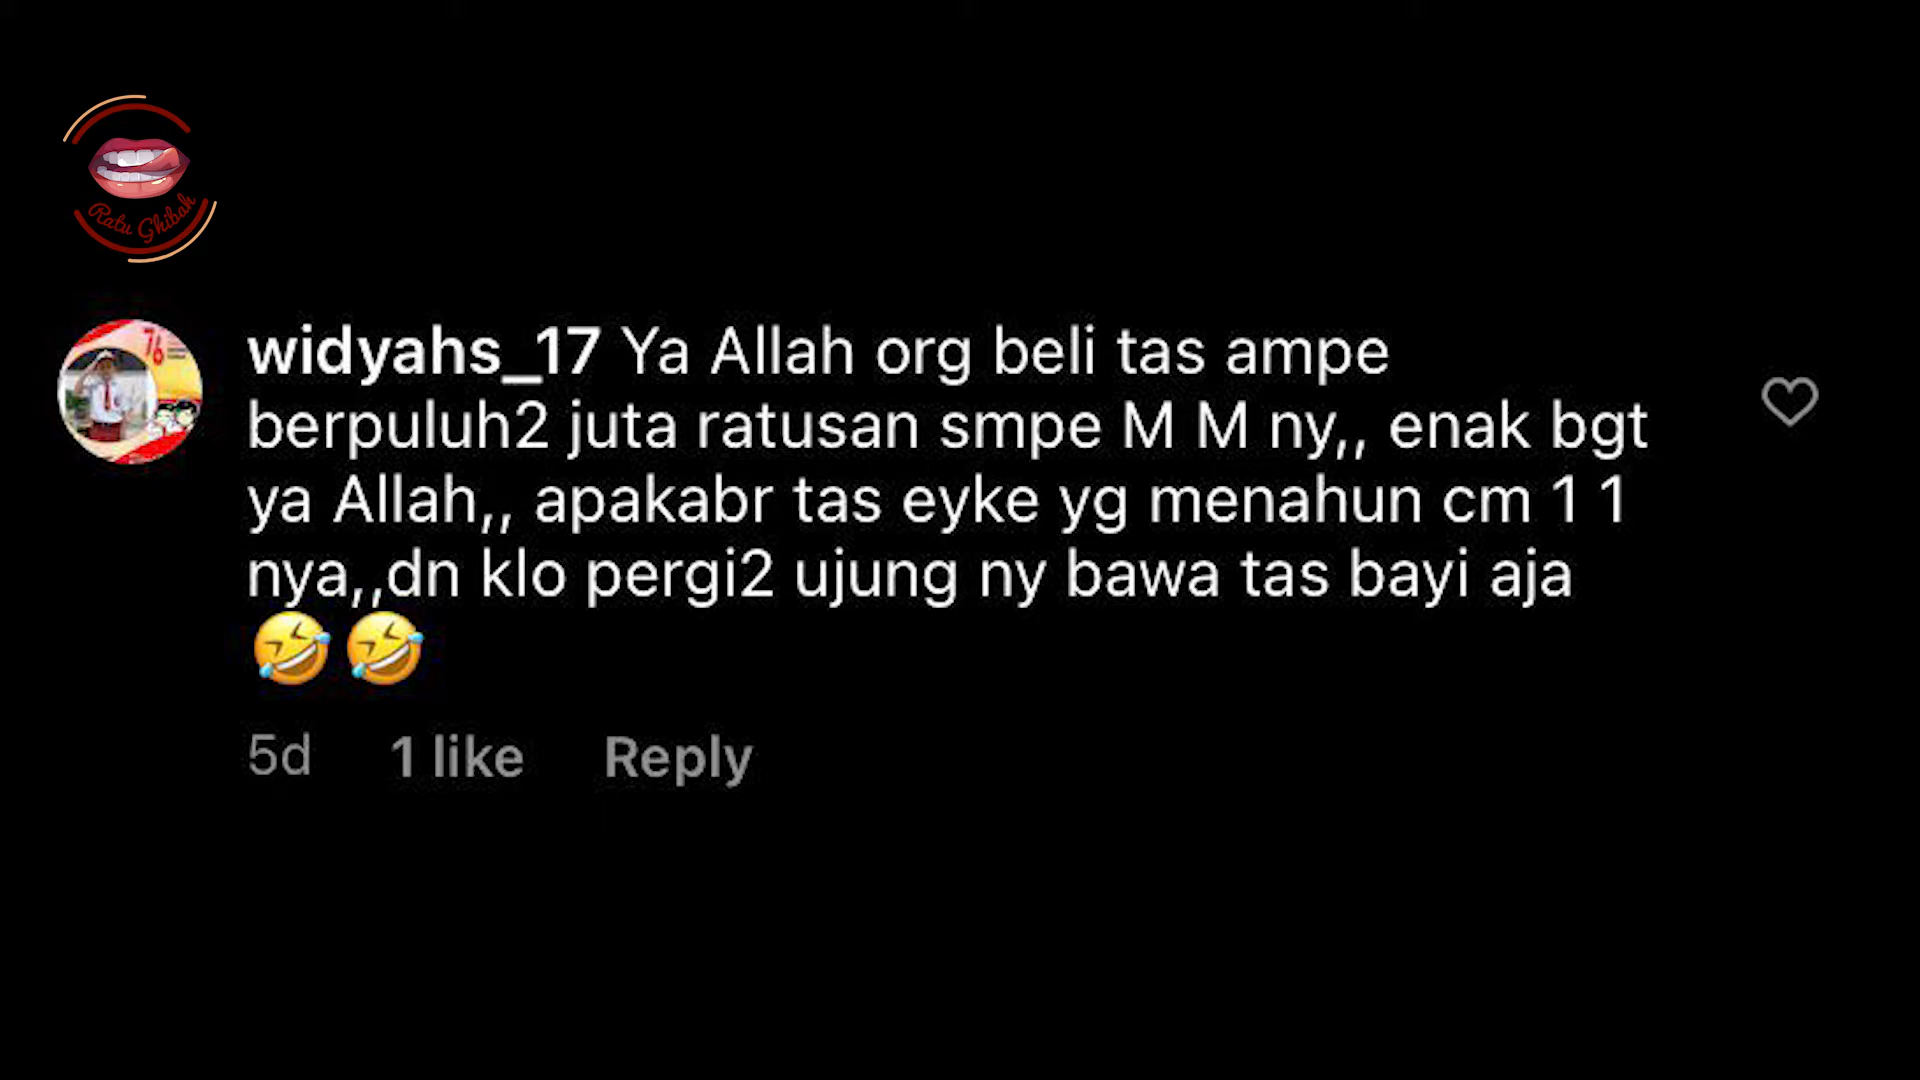 Ratu Ghibah
76
widyahs_17 Ya Allah org beli tas ampe
berpuluh2 juta ratusan smpe M M ny,, enak bgt
ya Allah,, apakabr tas eyke yg menahun cm 1 1
nya,,dn klo pergi2 ujung ny bawa tas bayi aja
🤣🤣
5d 1 like Reply